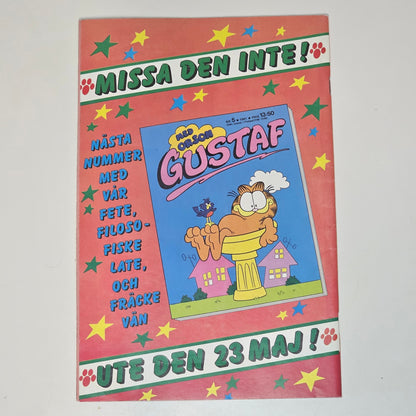 MISSA DEN INTE!
NÄSTA
NUMMER
MED
VÅR
FETE,
FILOSO-
FISKE
LATE,
OCH
FRÄCKE
VÄN
MED
ORSON
GUSTAF
UTE DEN 23 MAJ!